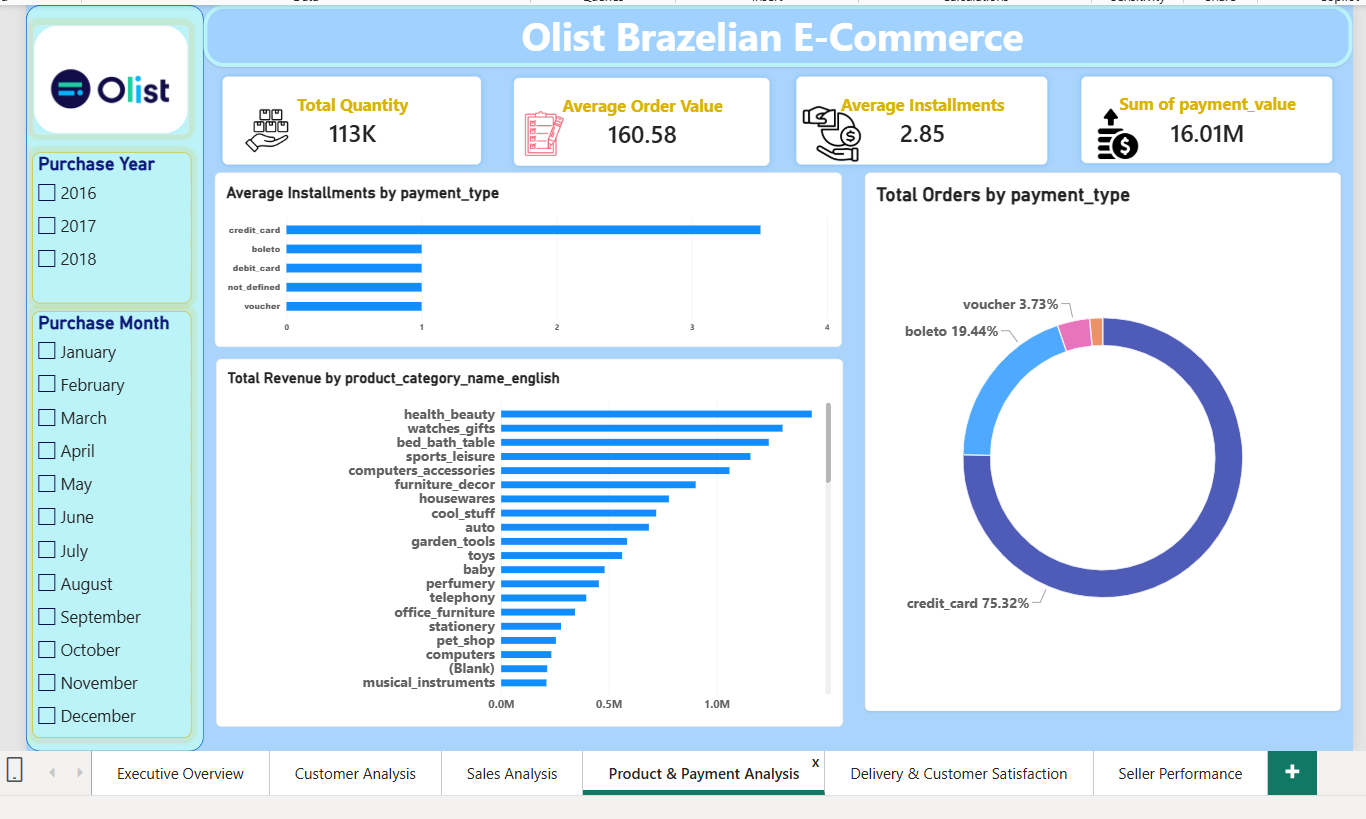 Olist Brazelian E-Commerce
Olist
Total Quantity
113K
Average Order Value
160.58
Average Installments
2.85
Sum of payment_value
16.01M
Purchase Year
2016
2017
2018
Purchase Month
January
February
March
April
May
June
July
August
September
October
November
December
Average Installments by payment_type
credit_card
boleto
debit_card
not_defined
voucher
0 1 2 3 4
Total Revenue by product_category_name_english
health_beauty
watches_gifts
bed_bath_table
sports_leisure
computers_accessories
furniture_decor
housewares
cool_stuff
auto
garden_tools
toys
baby
perfumery
telephony
office_furniture
stationery
pet_shop
computers
(Blank)
musical_instruments
0.0M 0.5M 1.0M
Total Orders by payment_type
voucher 3.73%
boleto 19.44%
credit_card 75.32%
Executive Overview
Customer Analysis
Sales Analysis
Product & Payment Analysis
x
Delivery & Customer Satisfaction
Seller Performance
+